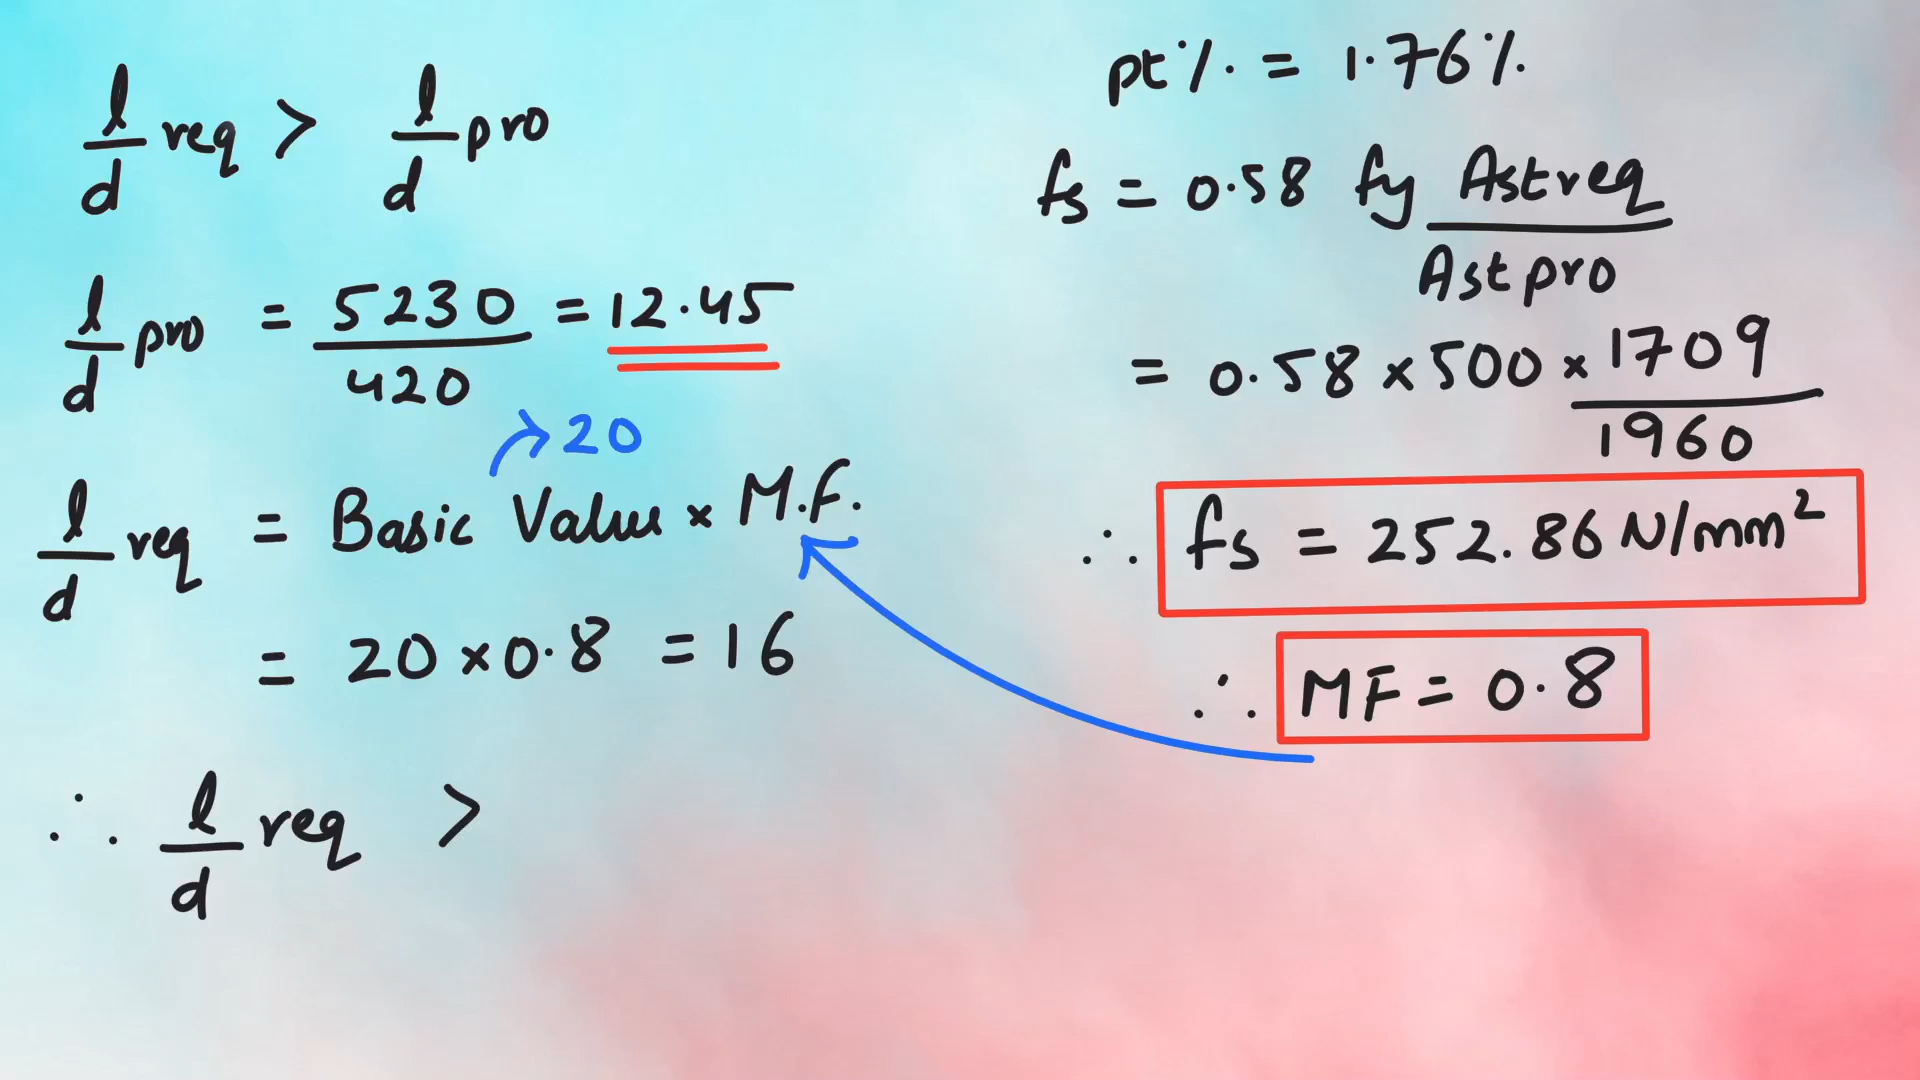 l/d req > l/d pro
l/d pro = 5230/420 = 12.45
→ 20
l/d req = Basic Value × M.F.
= 20 × 0.8 = 16
∴ l/d req >
pt % = 1.76 %
fs = 0.58 fy Ast req/Ast pro
= 0.58 × 500 × 1709/1960
∴ fs = 252.86 N/mm²
∴ MF = 0.8